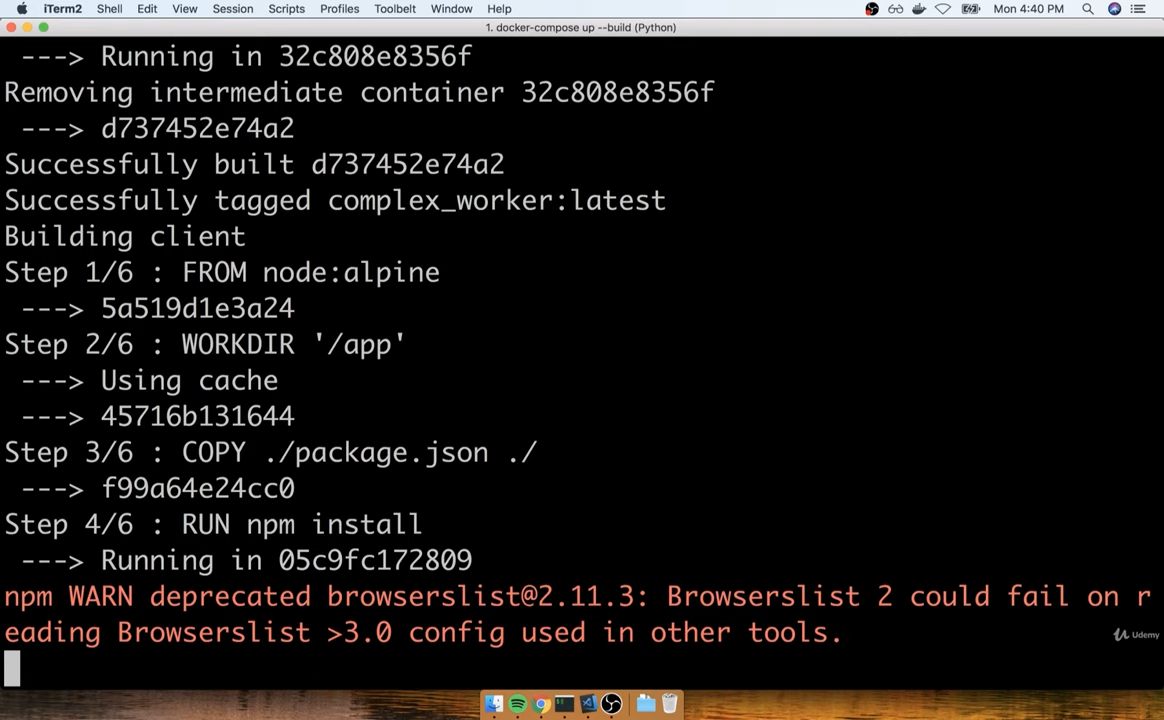 iTerm2 Shell Edit View Session Scripts Profiles Toolbelt Window Help Mon 4:40 PM
1. docker-compose up --build (Python)
---> Running in 32c808e8356f
Removing intermediate container 32c808e8356f
---> d737452e74a2
Successfully built d737452e74a2
Successfully tagged complex_worker:latest
Building client
Step 1/6 : FROM node:alpine
---> 5a519d1e3a24
Step 2/6 : WORKDIR '/app'
---> Using cache
---> 45716b131644
Step 3/6 : COPY ./package.json ./
---> f99a64e24cc0
Step 4/6 : RUN npm install
---> Running in 05c9fc172809
npm WARN deprecated browserslist@2.11.3: Browserslist 2 could fail on r
eading Browserslist >3.0 config used in other tools.
Udemy